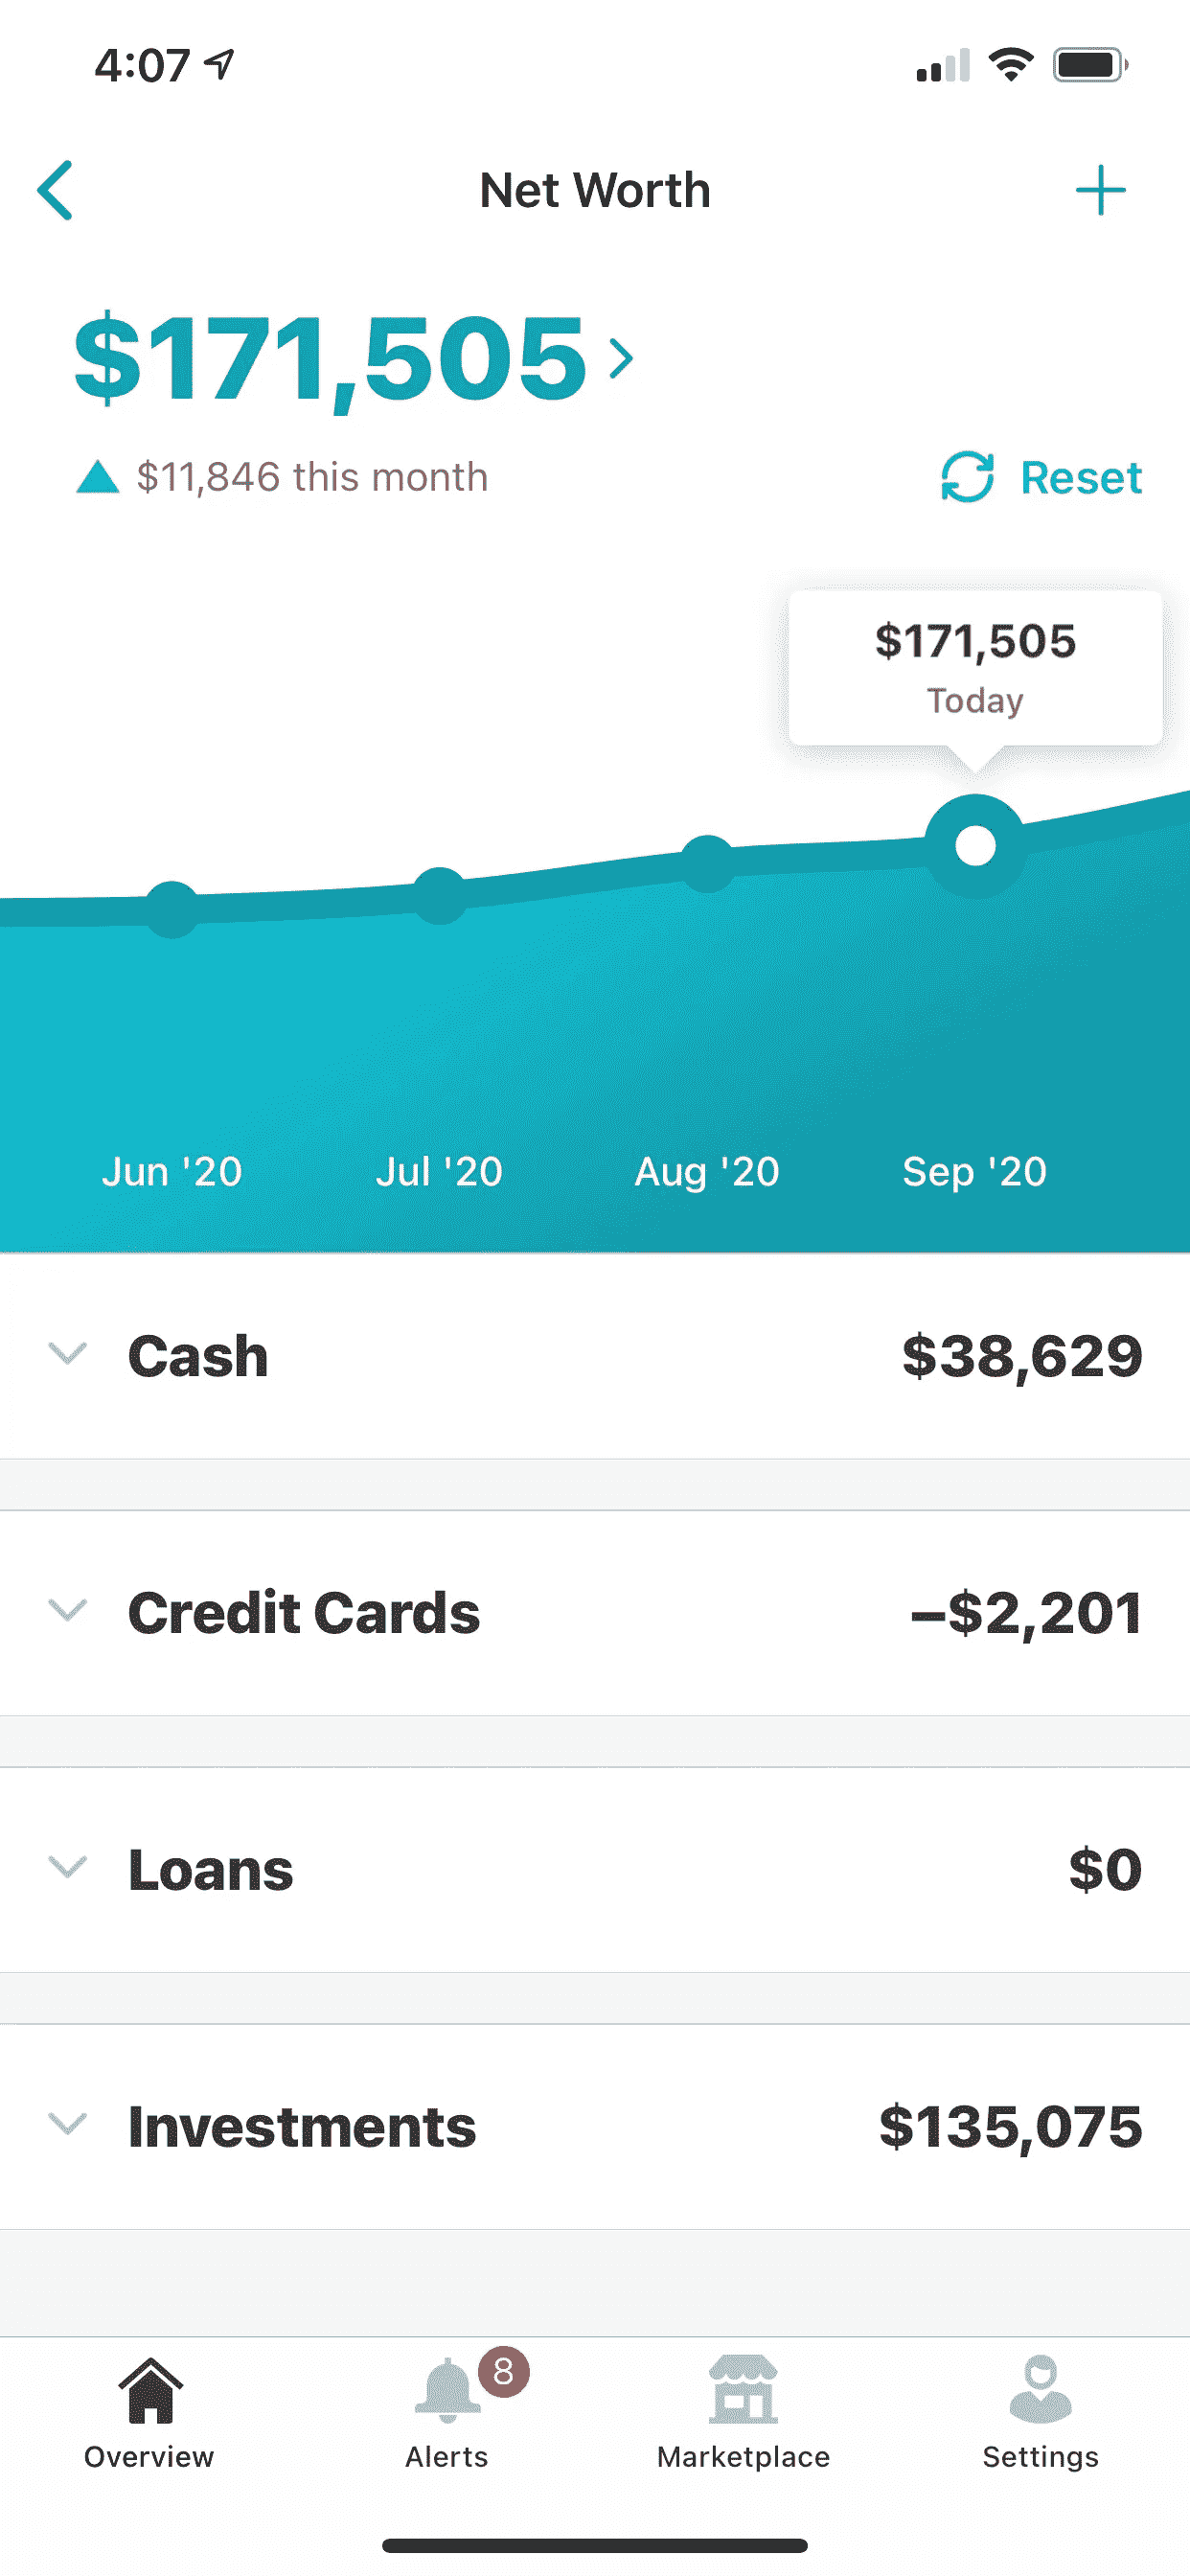 4:07
Net Worth
$171,505
$11,846 this month
Reset
$171,505
Today
Jun '20 Jul '20 Aug '20 Sep '20
Cash $38,629
Credit Cards –$2,201
Loans $0
Investments $135,075
8
Overview Alerts Marketplace Settings